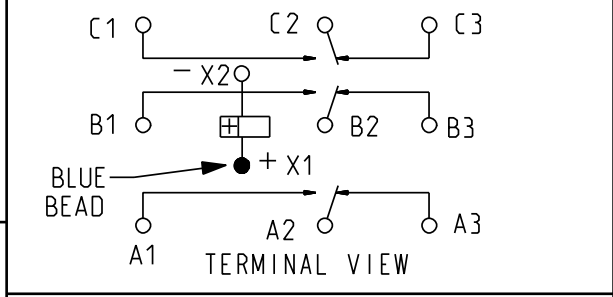 C1 C2 C3
- X2
B1 + B2 B3
BLUE + X1
BEAD
A1 A2 A3
TERMINAL VIEW